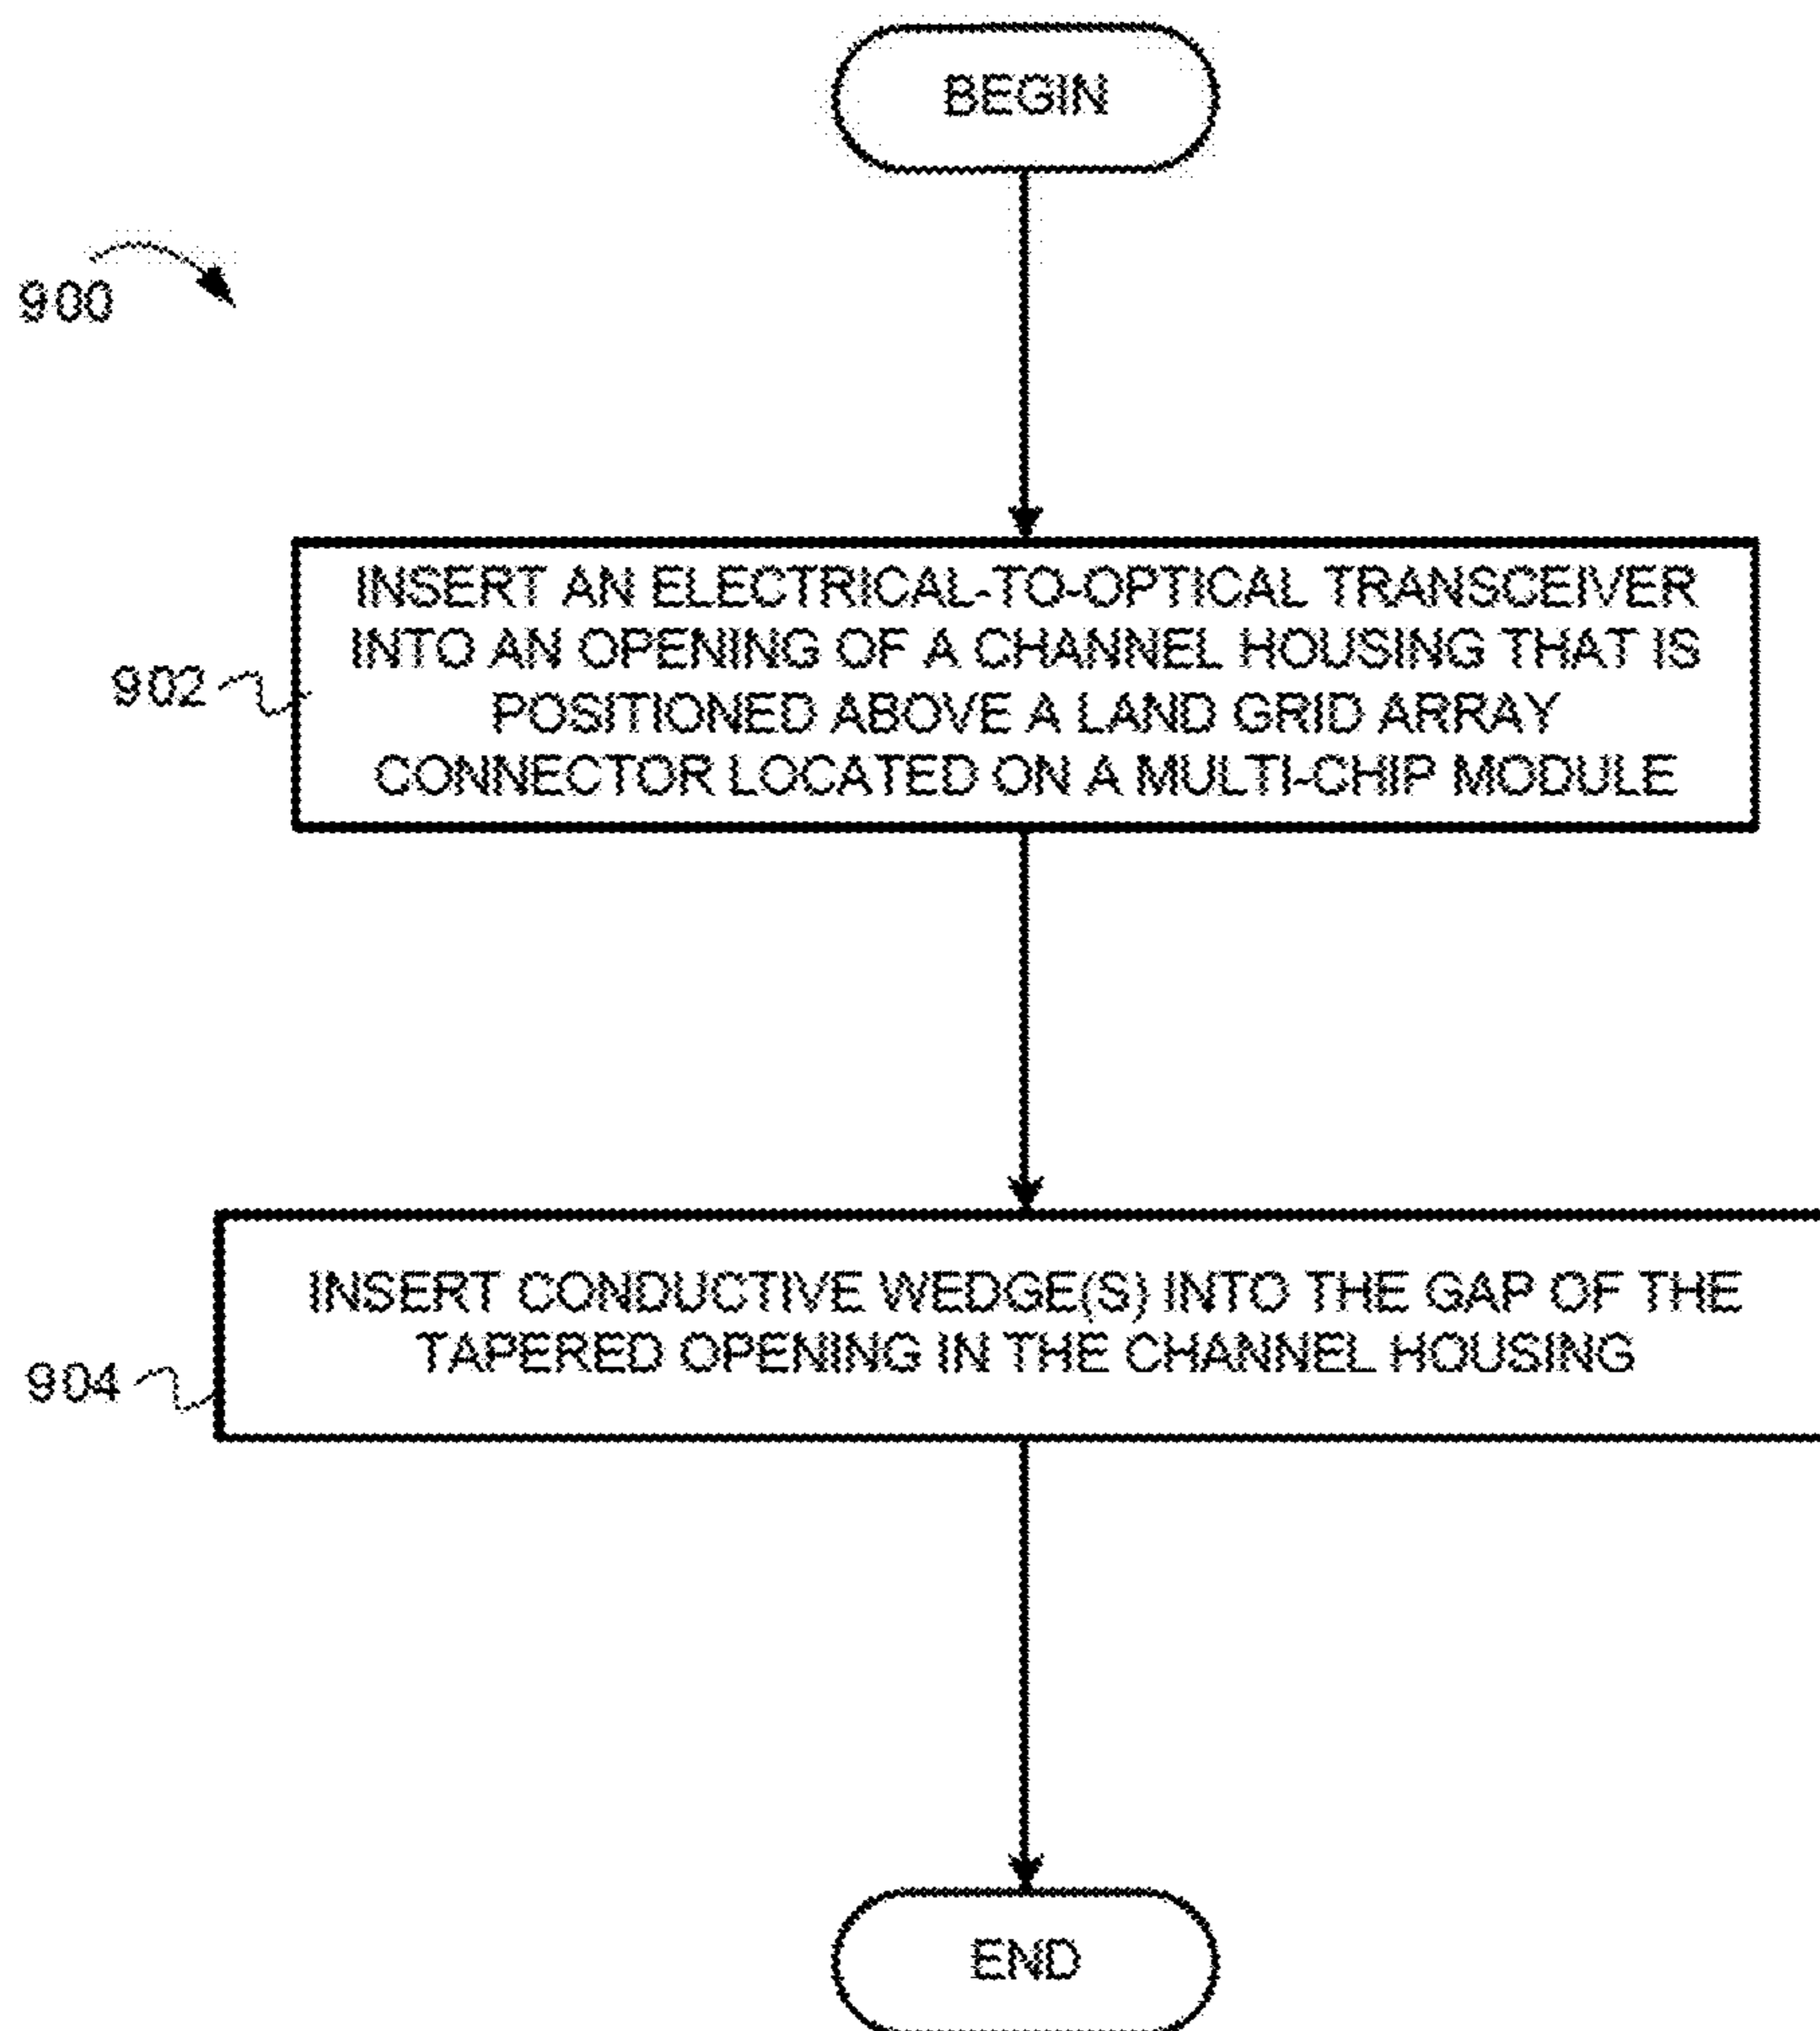 BEGIN
900
INSERT AN ELECTRICAL-TO-OPTICAL TRANSCEIVER
INTO AN OPENING OF A CHANNEL HOUSING THAT IS
POSITIONED ABOVE A LAND GRID ARRAY
CONNECTOR LOCATED ON A MULTI-CHIP MODULE
902
INSERT CONDUCTIVE WEDGE(S) INTO THE GAP OF THE
TAPERED OPENING IN THE CHANNEL HOUSING
904
END